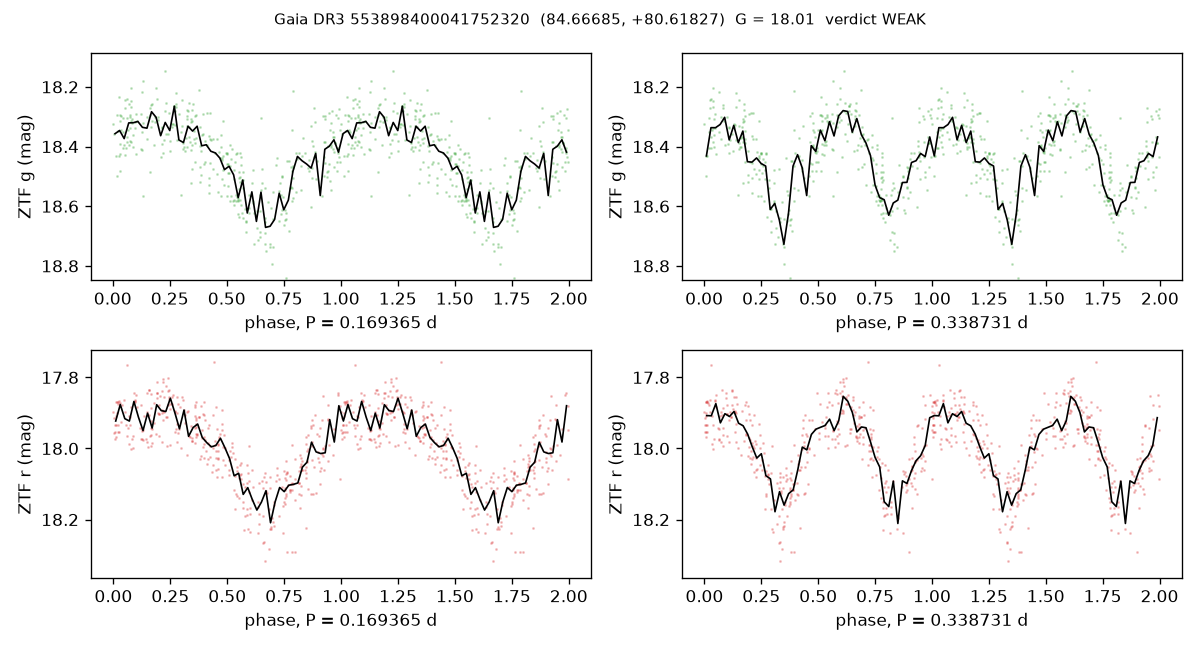 Gaia DR3 553898400041752320 (84.66685, +80.61827) G = 18.01 verdict WEAK
ZTF g (mag)
18.2
18.4
18.6
18.8
0.00 0.25 0.50 0.75 1.00 1.25 1.50 1.75 2.00
phase, P = 0.169365 d
ZTF g (mag)
18.2
18.4
18.6
18.8
0.00 0.25 0.50 0.75 1.00 1.25 1.50 1.75 2.00
phase, P = 0.338731 d
ZTF r (mag)
17.8
18.0
18.2
0.00 0.25 0.50 0.75 1.00 1.25 1.50 1.75 2.00
phase, P = 0.169365 d
ZTF r (mag)
17.8
18.0
18.2
0.00 0.25 0.50 0.75 1.00 1.25 1.50 1.75 2.00
phase, P = 0.338731 d